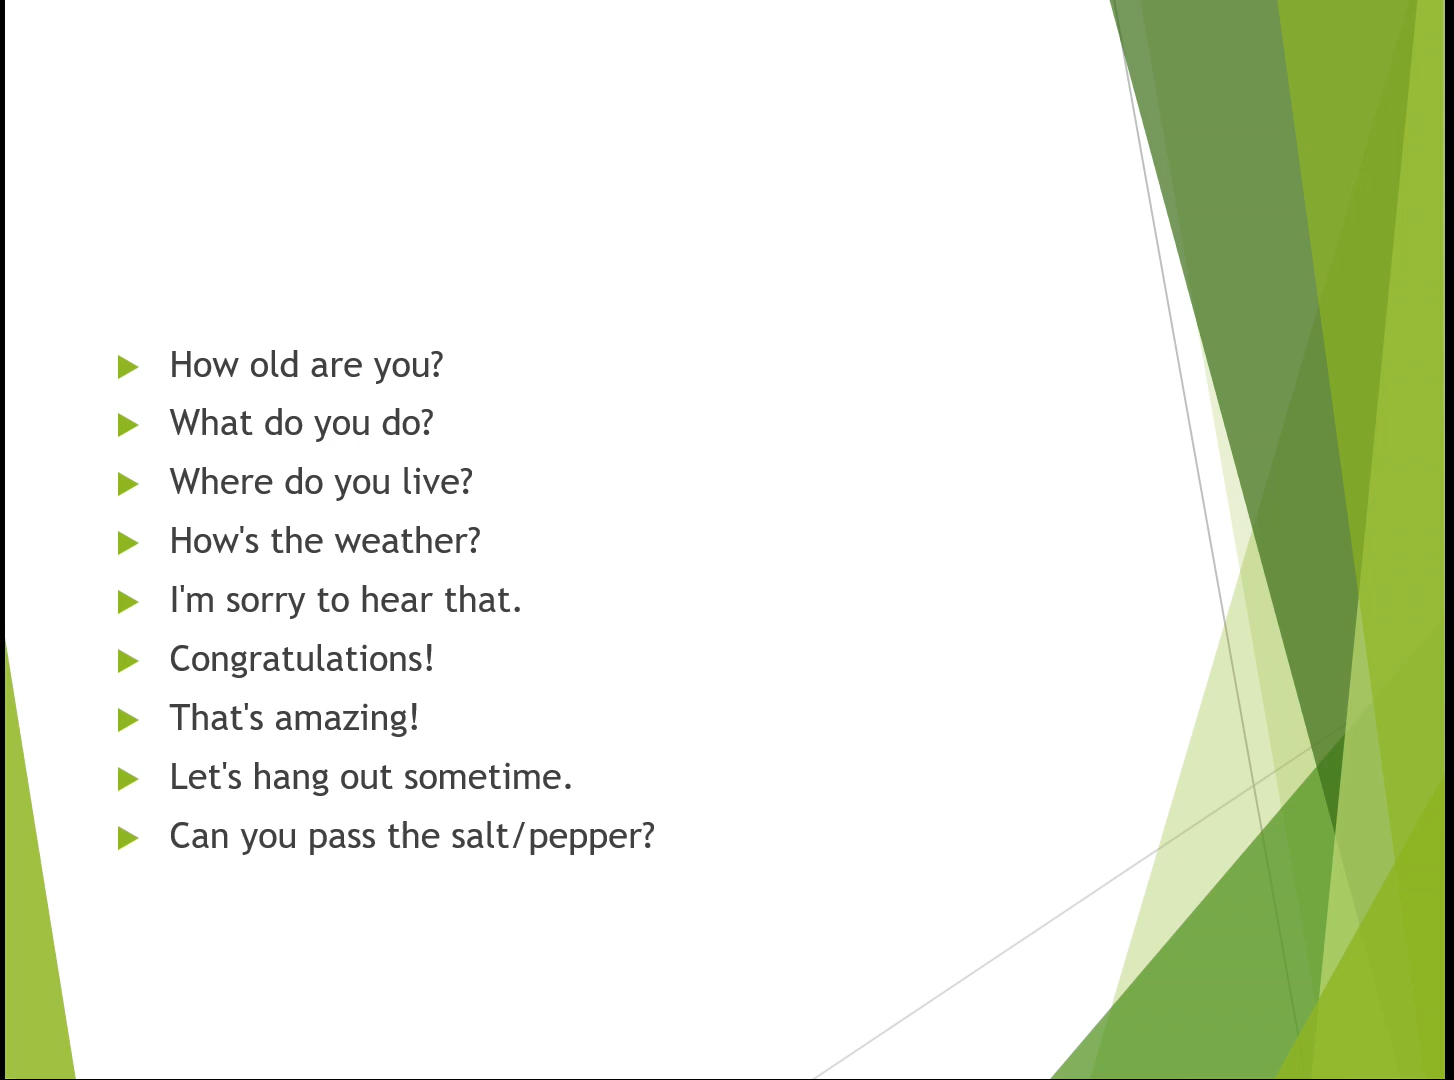 How old are you?
What do you do?
Where do you live?
How's the weather?
I'm sorry to hear that.
Congratulations!
That's amazing!
Let's hang out sometime.
Can you pass the salt/pepper?